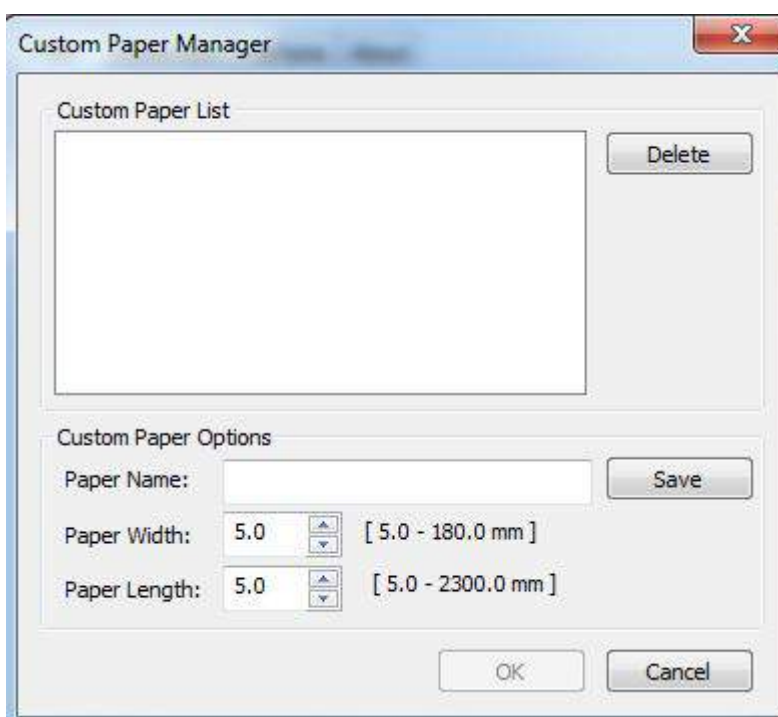 Custom Paper Manager
Custom Paper List
Delete
Custom Paper Options
Paper Name:
Save
Paper Width: 5.0 [ 5.0 - 180.0 mm ]
Paper Length: 5.0 [ 5.0 - 2300.0 mm ]
OK Cancel